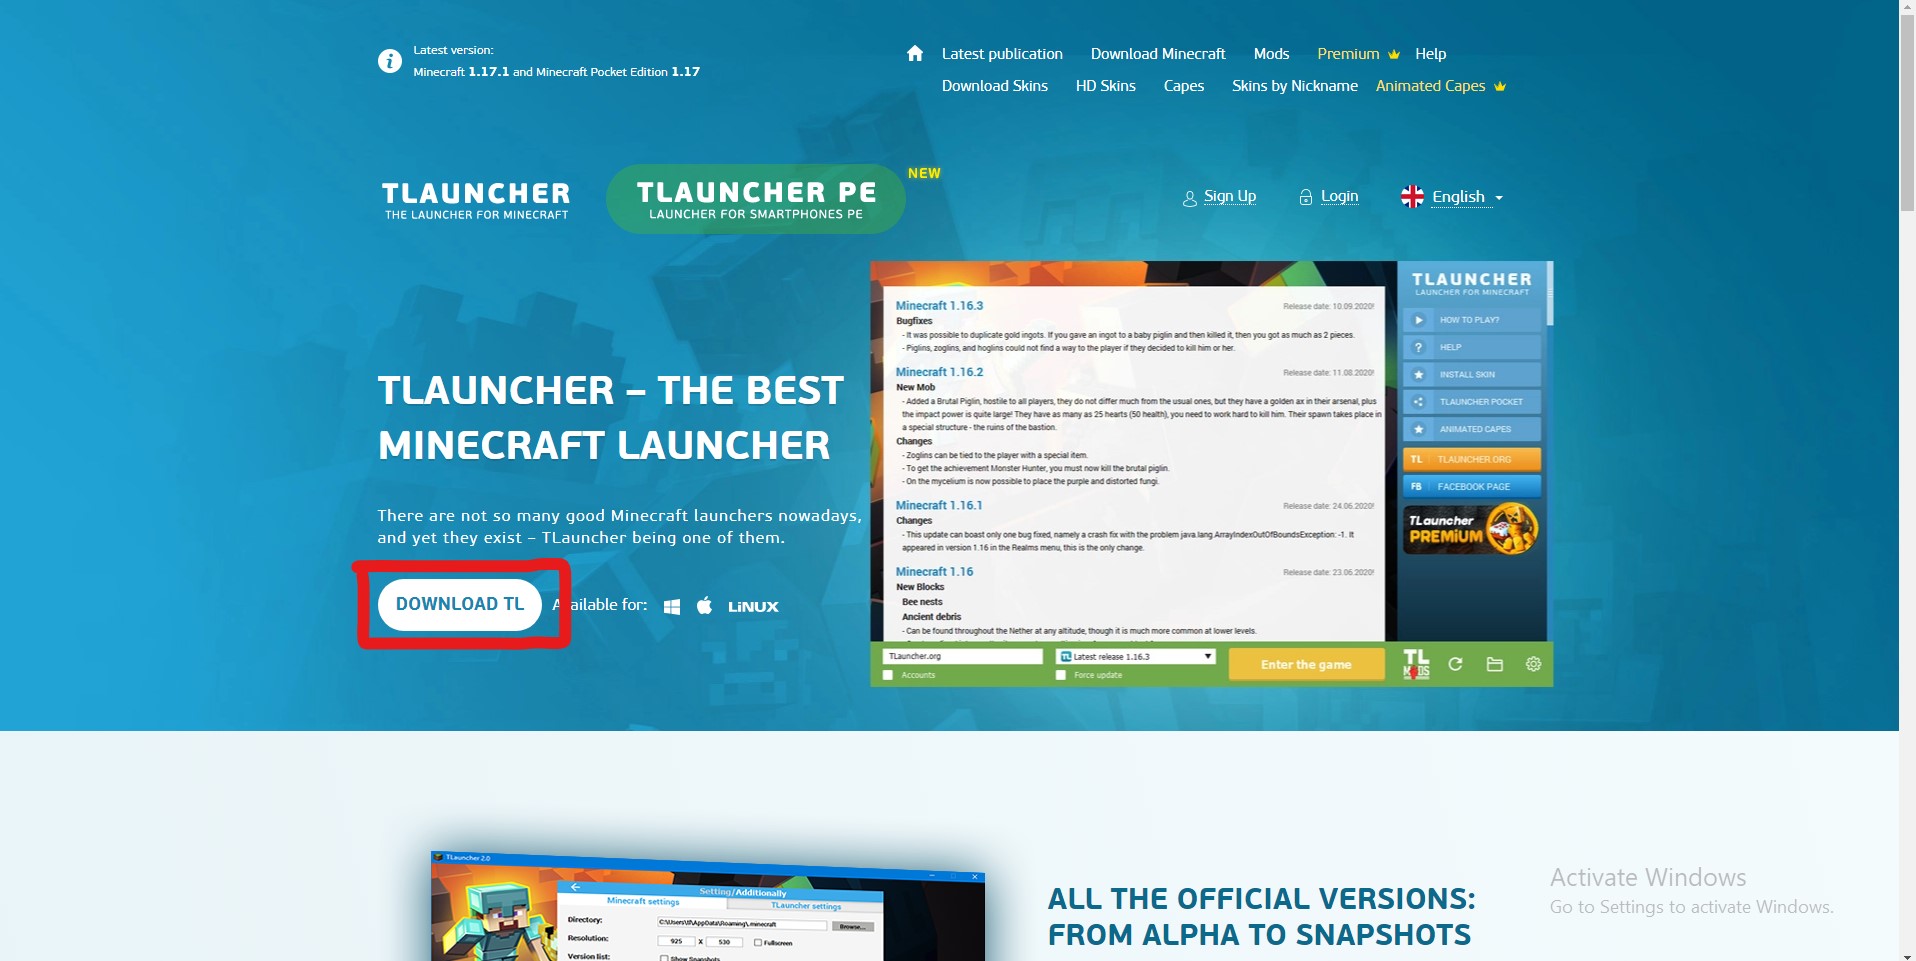 Latest version:
Minecraft 1.17.1 and Minecraft Pocket Edition 1.17
Latest publication Download Minecraft Mods Premium Help
Download Skins HD Skins Capes Skins by Nickname Animated Capes
TLAUNCHER
THE LAUNCHER FOR MINECRAFT
TLAUNCHER PE
LAUNCHER FOR SMARTPHONES PE
NEW
Sign Up Login English
TLAUNCHER – THE BEST
MINECRAFT LAUNCHER
There are not so many good Minecraft launchers nowadays,
and yet they exist – TLauncher being one of them.
DOWNLOAD TL
Available for: LiNUX
Minecraft 1.16.3 Release date: 10.09.2020!
Bugfixes
- It was possible to duplicate gold ingots. If you gave an ingot to a baby piglin and then killed it, then you got as much as 2 pieces.
- Piglins, zoglins, and hoglins could not find a way to the player if they decided to kill him or her.
Minecraft 1.16.2 Release date: 11.08.2020!
New Mob
- Added a Brutal Piglin, hostile to all players, they do not differ much from the usual ones, but they have a golden ax in their arsenal, plus
the impact power is quite large! They have as many as 25 hearts (50 health), you need to work hard to kill him. Their spawn takes place in
a special structure - the ruins of the bastion.
Changes
- Zoglins can be tied to the player with a special item.
- To get the achievement Monster Hunter, you must now kill the brutal piglin.
- On the mycelium is now possible to place the purple and distorted fungi.
Minecraft 1.16.1 Release date: 24.06.2020!
Changes
- This update can boast only one bug fixed, namely a crash fix with the problem java.lang.ArrayIndexOutOfBoundsException: -1. It
appeared in version 1.16 in the Realms menu, this is the only change.
Minecraft 1.16 Release date: 23.06.2020!
New Blocks
Bee nests
Ancient debris
- Can be found throughout the Nether at any altitude, though it is much more common at lower levels.
TLAUNCHER
LAUNCHER FOR MINECRAFT
HOW TO PLAY?
HELP
INSTALL SKIN
TLAUNCHER POCKET
ANIMATED CAPES
TL TLAUNCHER.ORG
FB FACEBOOK PAGE
TLauncher
PREMiUM
TLauncher.org Latest release 1.16.3 Enter the game
Accounts Force update
TL
MODS
TLauncher 2.0
Setting/Additionally
Minecraft settings TLauncher settings
Directory: C:\Users\If\AppData\Roaming\.minecraft Browse...
Resolution: 925 X 530 Fullscreen
Version list: Show Snapshots
ALL THE OFFICIAL VERSIONS:
FROM ALPHA TO SNAPSHOTS
Activate Windows
Go to Settings to activate Windows.